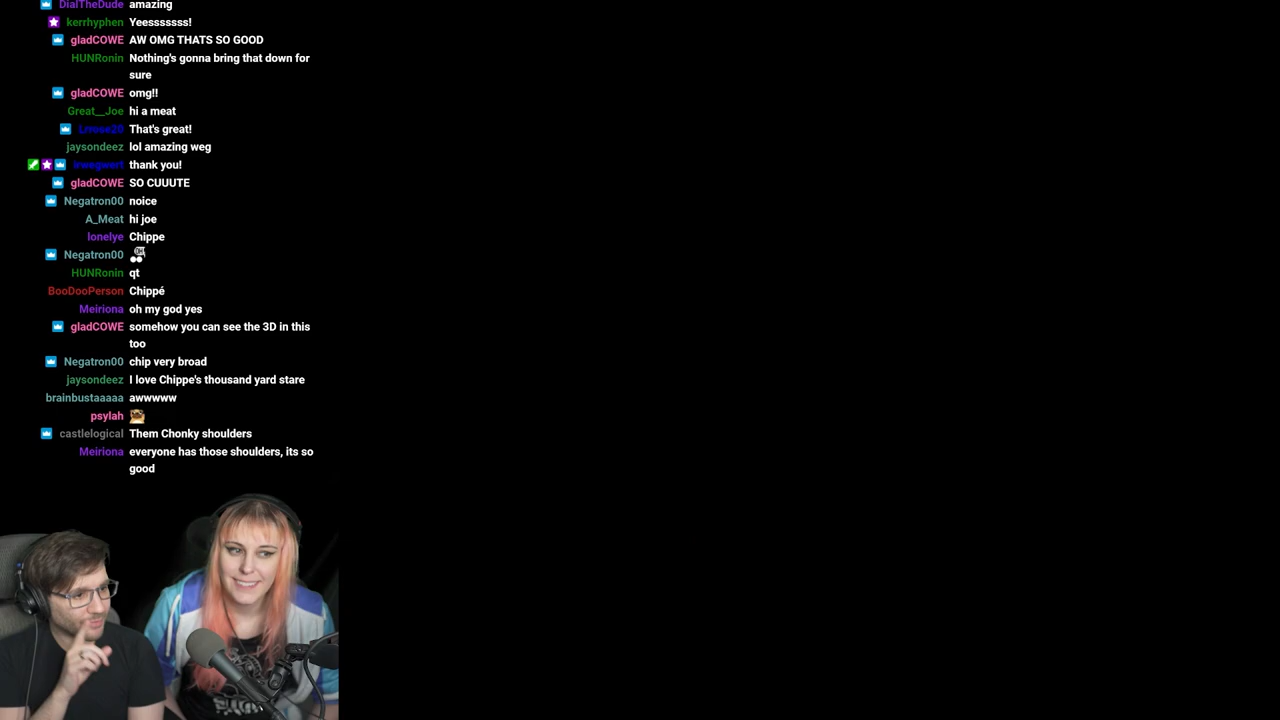 DialTheDude amazing
kerrhyphen Yeesssssss!
gladCOWE AW OMG THATS SO GOOD
HUNRonin Nothing's gonna bring that down for
sure
gladCOWE omg!!
Great__Joe hi a meat
Lrrose20 That's great!
jaysondeez lol amazing weg
irwegwert thank you!
gladCOWE SO CUUUTE
Negatron00 noice
A_Meat hi joe
lonelye Chippe
Negatron00
HUNRonin qt
BooDooPerson Chippé
Meiriona oh my god yes
gladCOWE somehow you can see the 3D in this
too
Negatron00 chip very broad
jaysondeez I love Chippe's thousand yard stare
brainbustaaaaa awwwww
psylah
castlelogical Them Chonky shoulders
Meiriona everyone has those shoulders, its so
good